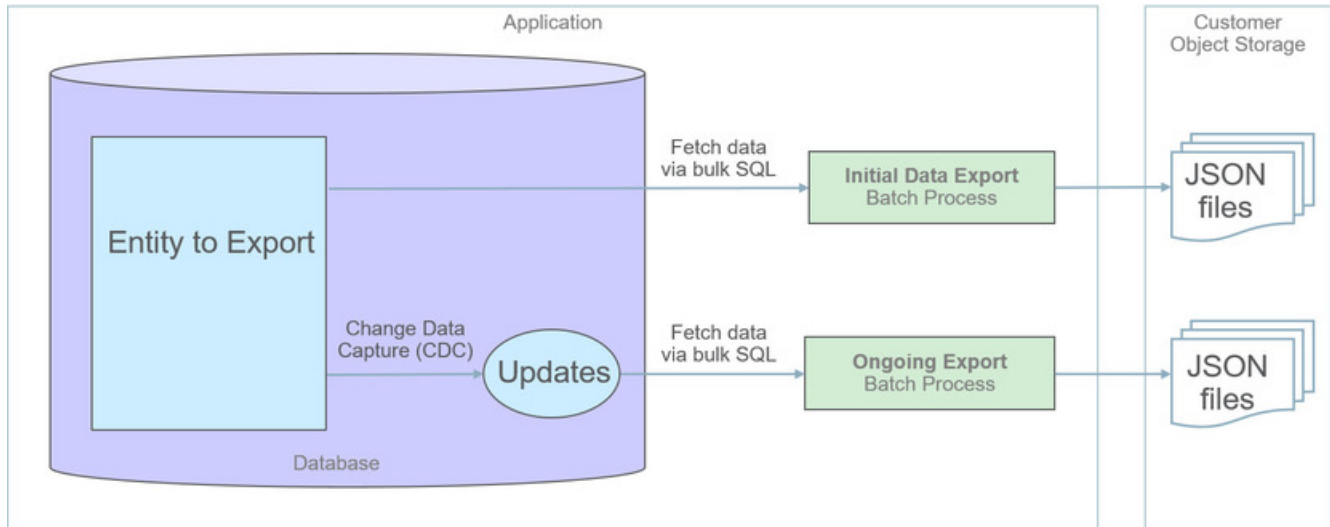 Application
Customer
Object Storage
Fetch data
via bulk SQL
Initial Data Export
Batch Process
JSON
files
Entity to Export
Change Data
Capture (CDC)
Updates
Fetch data
via bulk SQL
Ongoing Export
Batch Process
JSON
files
Database